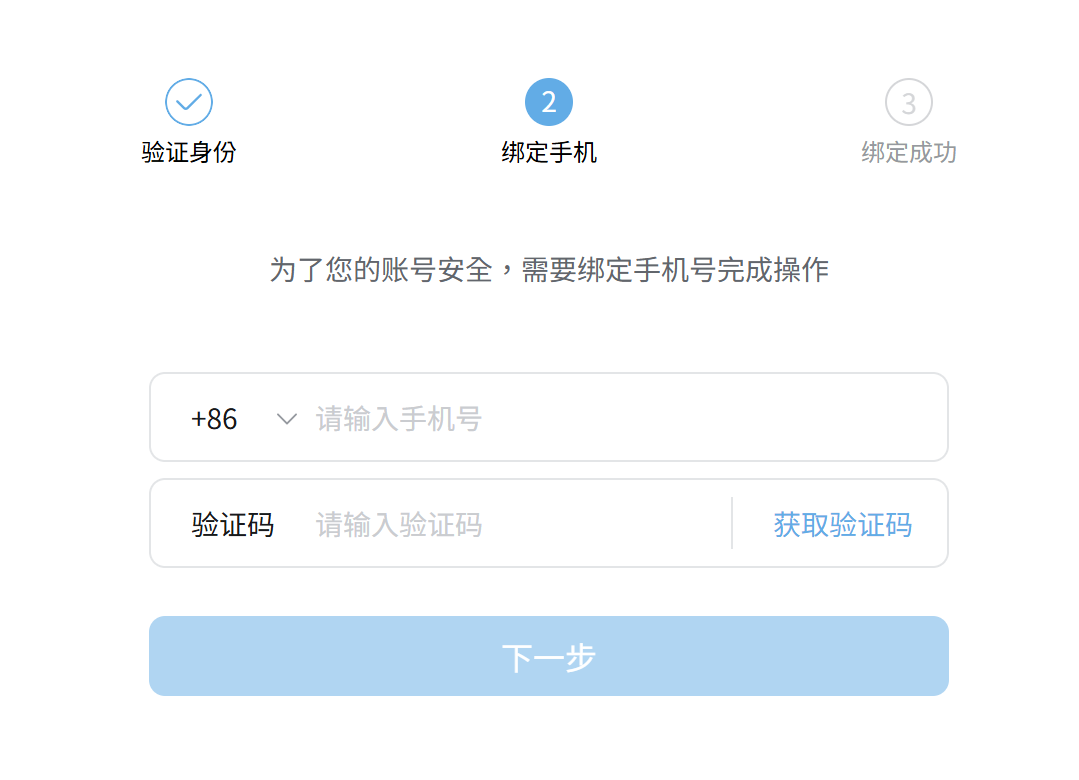 2
3
验证身份
绑定手机
绑定成功
为了您的账号安全，需要绑定手机号完成操作
+86 请输入手机号
验证码 请输入验证码 获取验证码
下一步